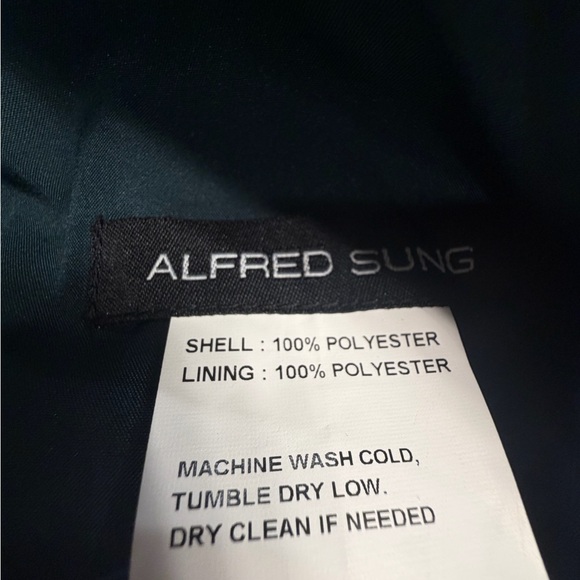 ALFRED SUNG
SHELL : 100% POLYESTER
LINING : 100% POLYESTER
MACHINE WASH COLD,
TUMBLE DRY LOW.
DRY CLEAN IF NEEDED